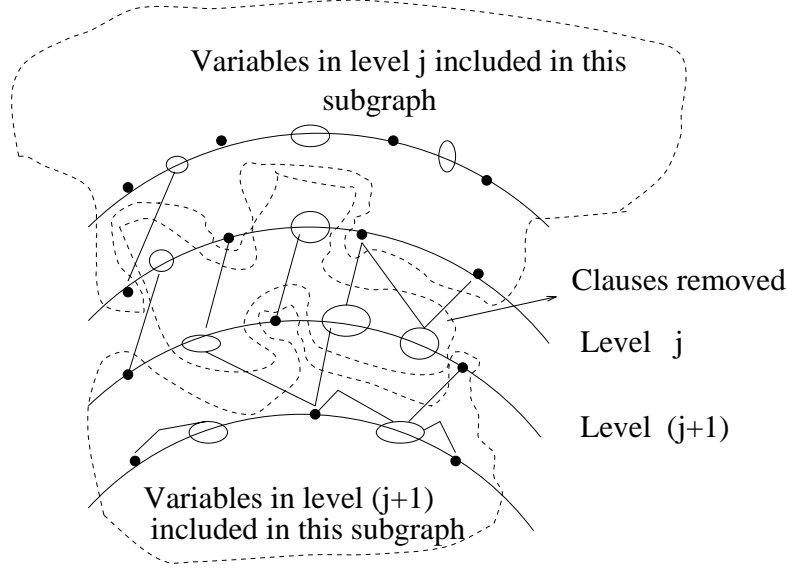 Variables in level j included in this
subgraph
Clauses removed
Level j
Level (j+1)
Variables in level (j+1)
included in this subgraph